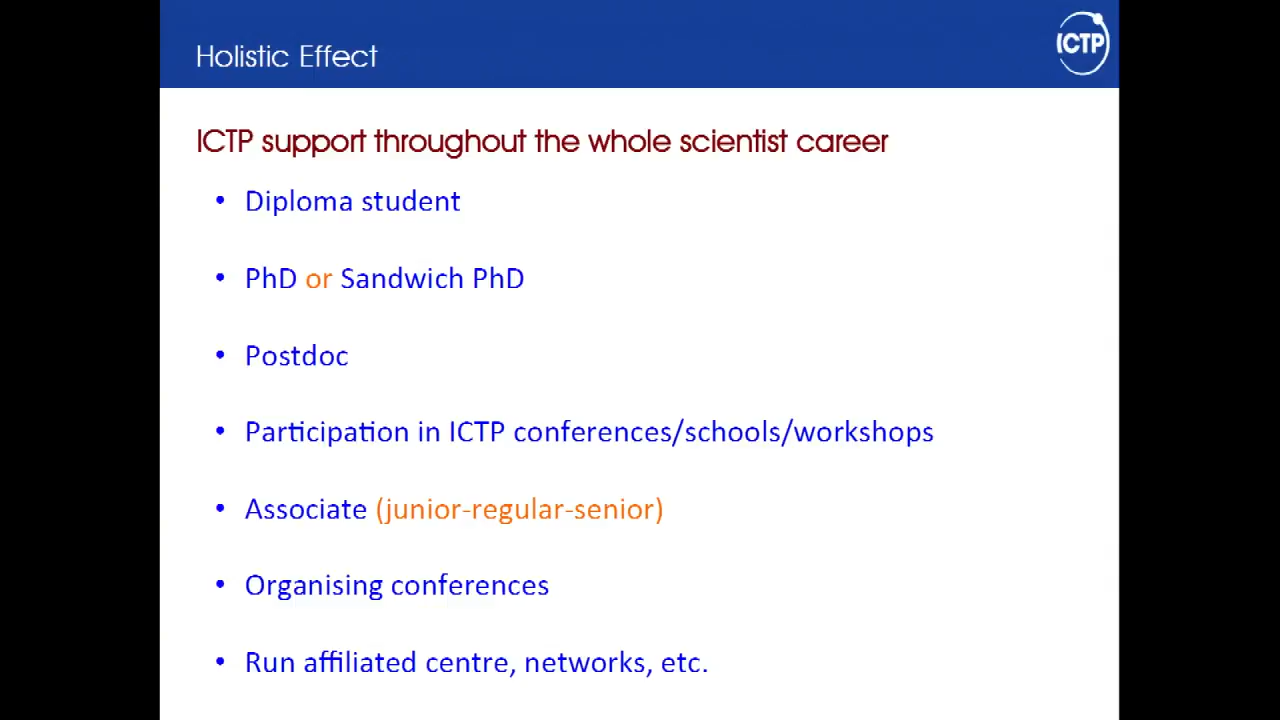 Holistic Effect
ICTP
ICTP support throughout the whole scientist career
• Diploma student
• PhD or Sandwich PhD
• Postdoc
• Participation in ICTP conferences/schools/workshops
• Associate (junior-regular-senior)
• Organising conferences
• Run affiliated centre, networks, etc.